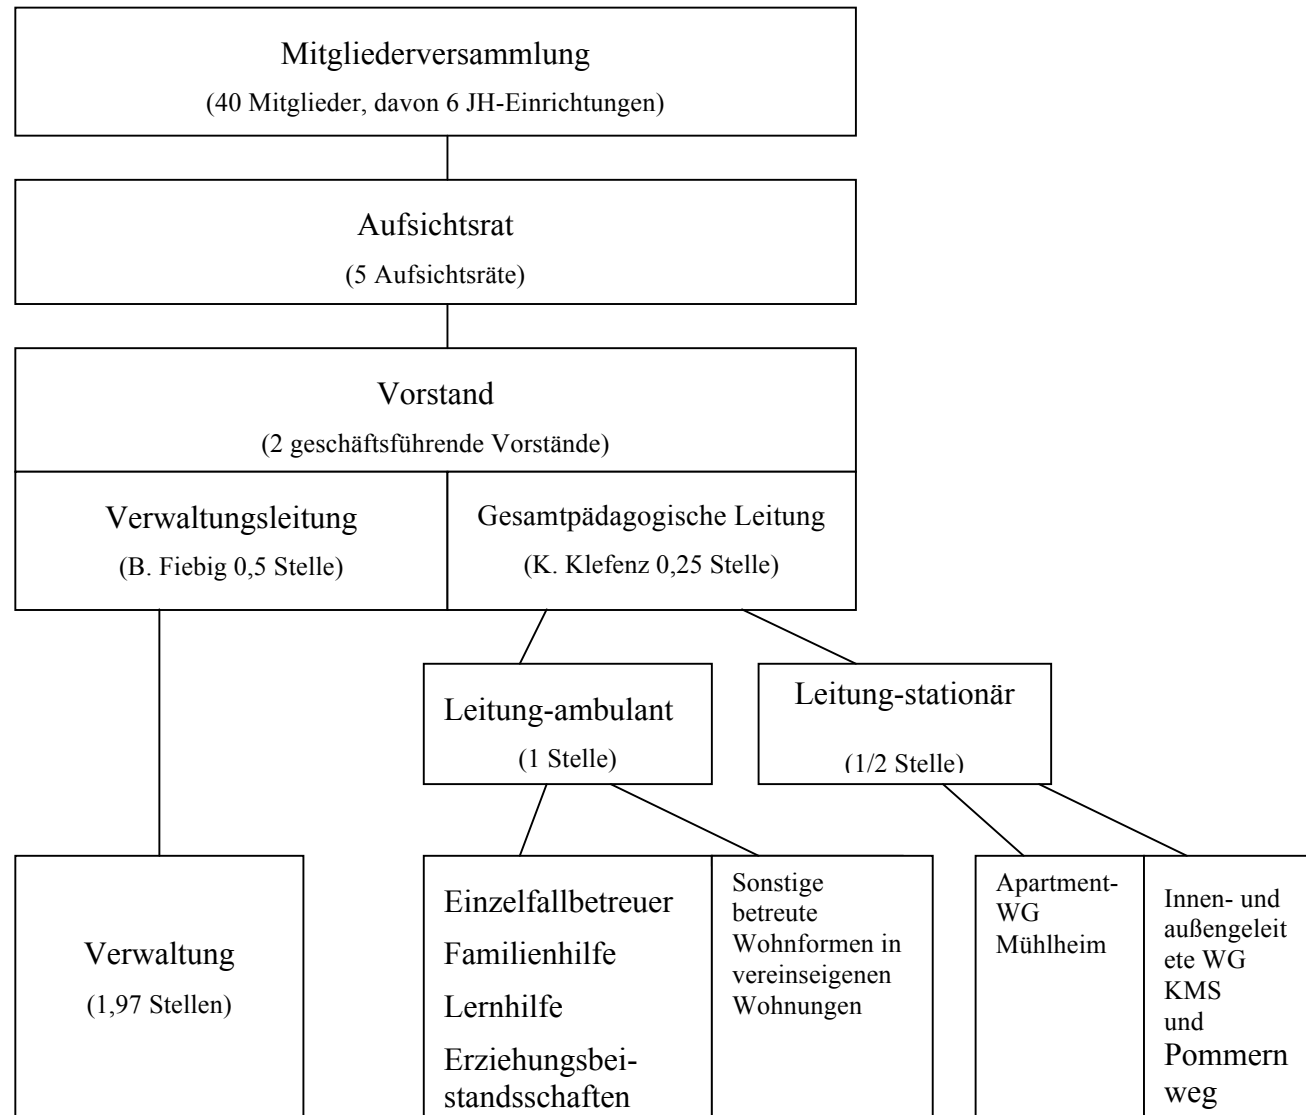 Mitgliederversammlung
(40 Mitglieder, davon 6 JH-Einrichtungen)
Aufsichtsrat
(5 Aufsichtsräte)
Vorstand
(2 geschäftsführende Vorstände)
Verwaltungsleitung
(B. Fiebig 0,5 Stelle)
Gesamtpädagogische Leitung
(K. Klefenz 0,25 Stelle)
Leitung-ambulant
(1 Stelle)
Leitung-stationär
(1/2 Stelle)
Verwaltung
(1,97 Stellen)
Einzelfallbetreuer
Familienhilfe
Lernhilfe
Erziehungsbei-
standsschaften
Sonstige
betreute
Wohnformen in
vereinseigenen
Wohnungen
Apartment-
WG
Mühlheim
Innen- und
außengeleit
ete WG
KMS
und
Pommern
weg